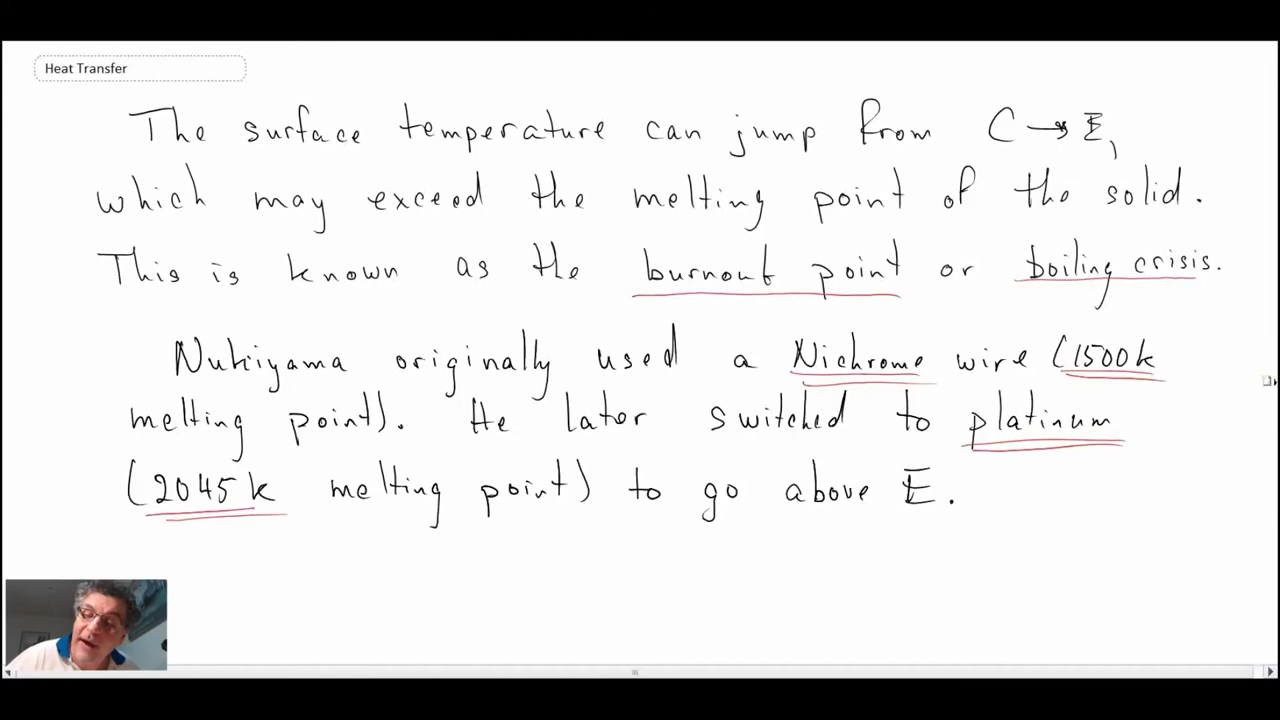 Heat Transfer
The surface temperature can jump from C → E,
which may exceed the melting point of the solid.
This is known as the burnout point or boiling crisis.
Nukiyama originally used a Nichrome wire (1500k
melting point). He later switched to platinum
(2045k melting point) to go above E.